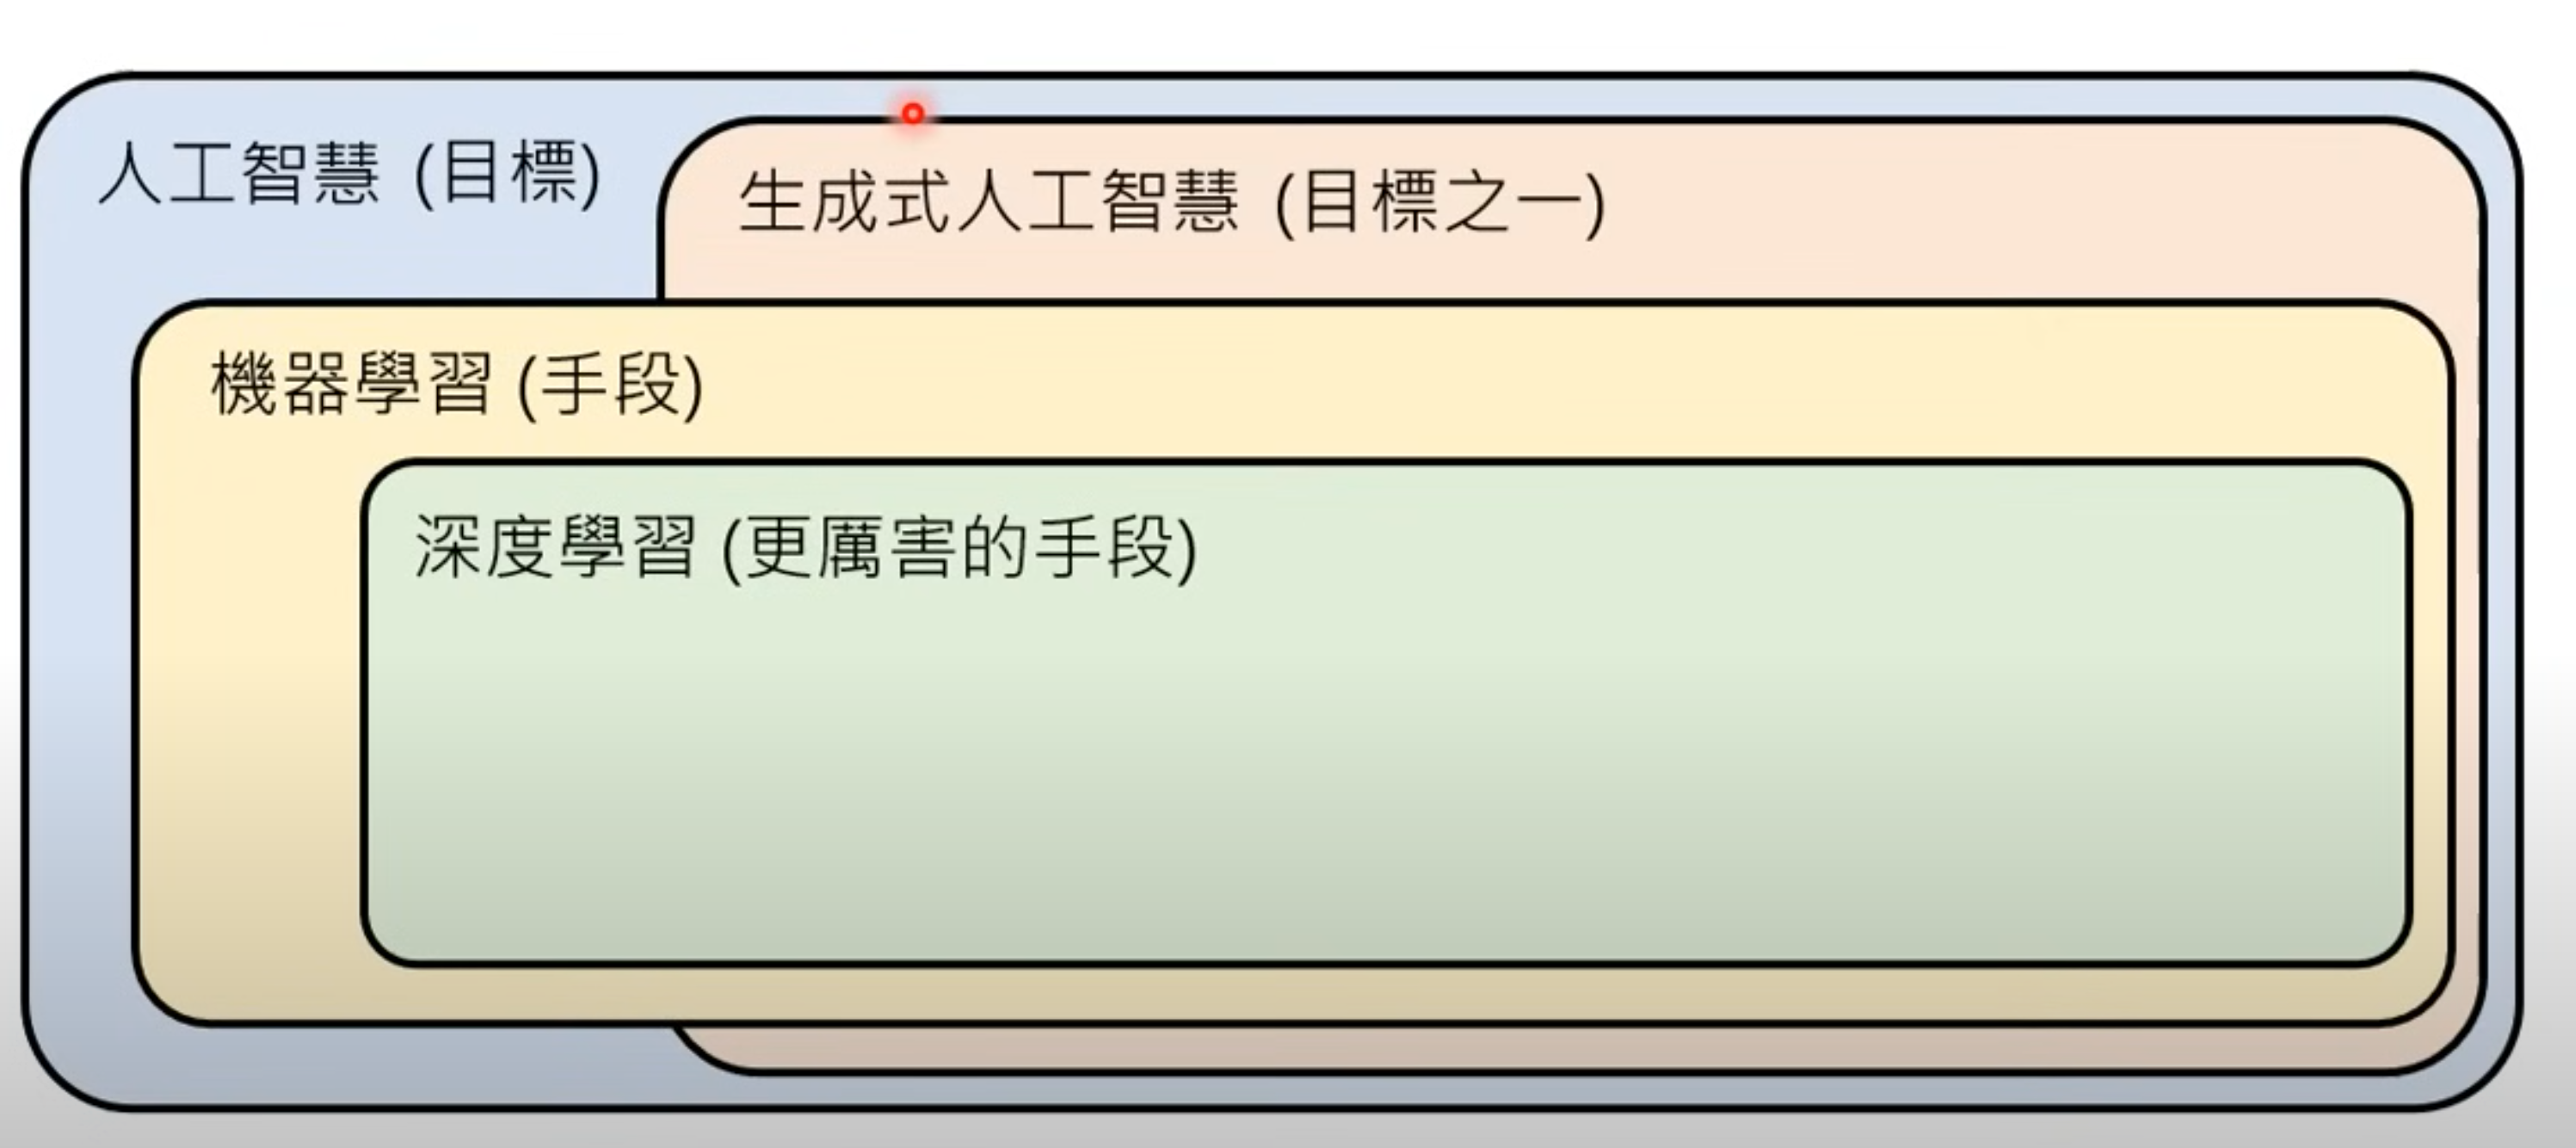 人工智慧 (目標)
生成式人工智慧 (目標之一)
機器學習 (手段)
深度學習 (更厲害的手段)